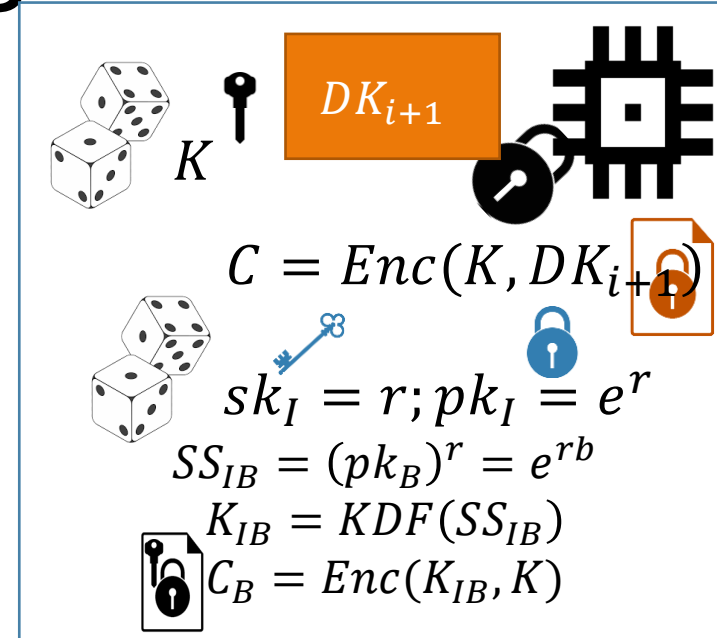 DK_{i+1}
K
C = Enc(K, DK_{i+1})
sk_I = r; pk_I = e^r
SS_{IB} = (pk_B)^r = e^{rb}
K_{IB} = KDF(SS_{IB})
C_B = Enc(K_{IB}, K)